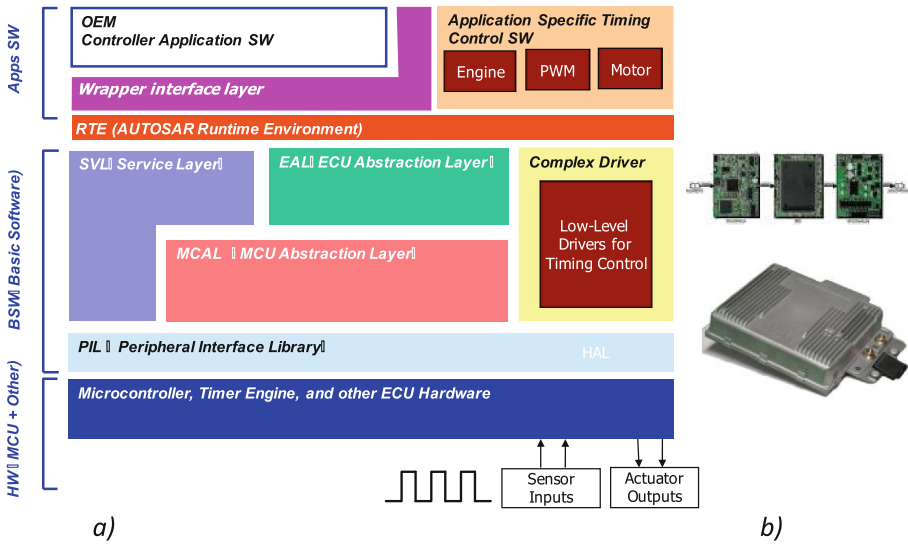 Apps SW
OEM
Controller Application SW
Wrapper interface layer
Application Specific Timing
Control SW
Engine
PWM
Motor
RTE (AUTOSAR Runtime Environment)
BSW▯ Basic Software)
SVL▯ Service Layer▯
EAL▯ ECU Abstraction Layer▯
Complex Driver
Low-Level
Drivers for
Timing Control
MCAL ▯ MCU Abstraction Layer▯
PIL ▯ Peripheral Interface Library▯
HAL
HW▯ MCU + Other)
Microcontroller, Timer Engine, and other ECU Hardware
Sensor
Inputs
Actuator
Outputs
a)
b)